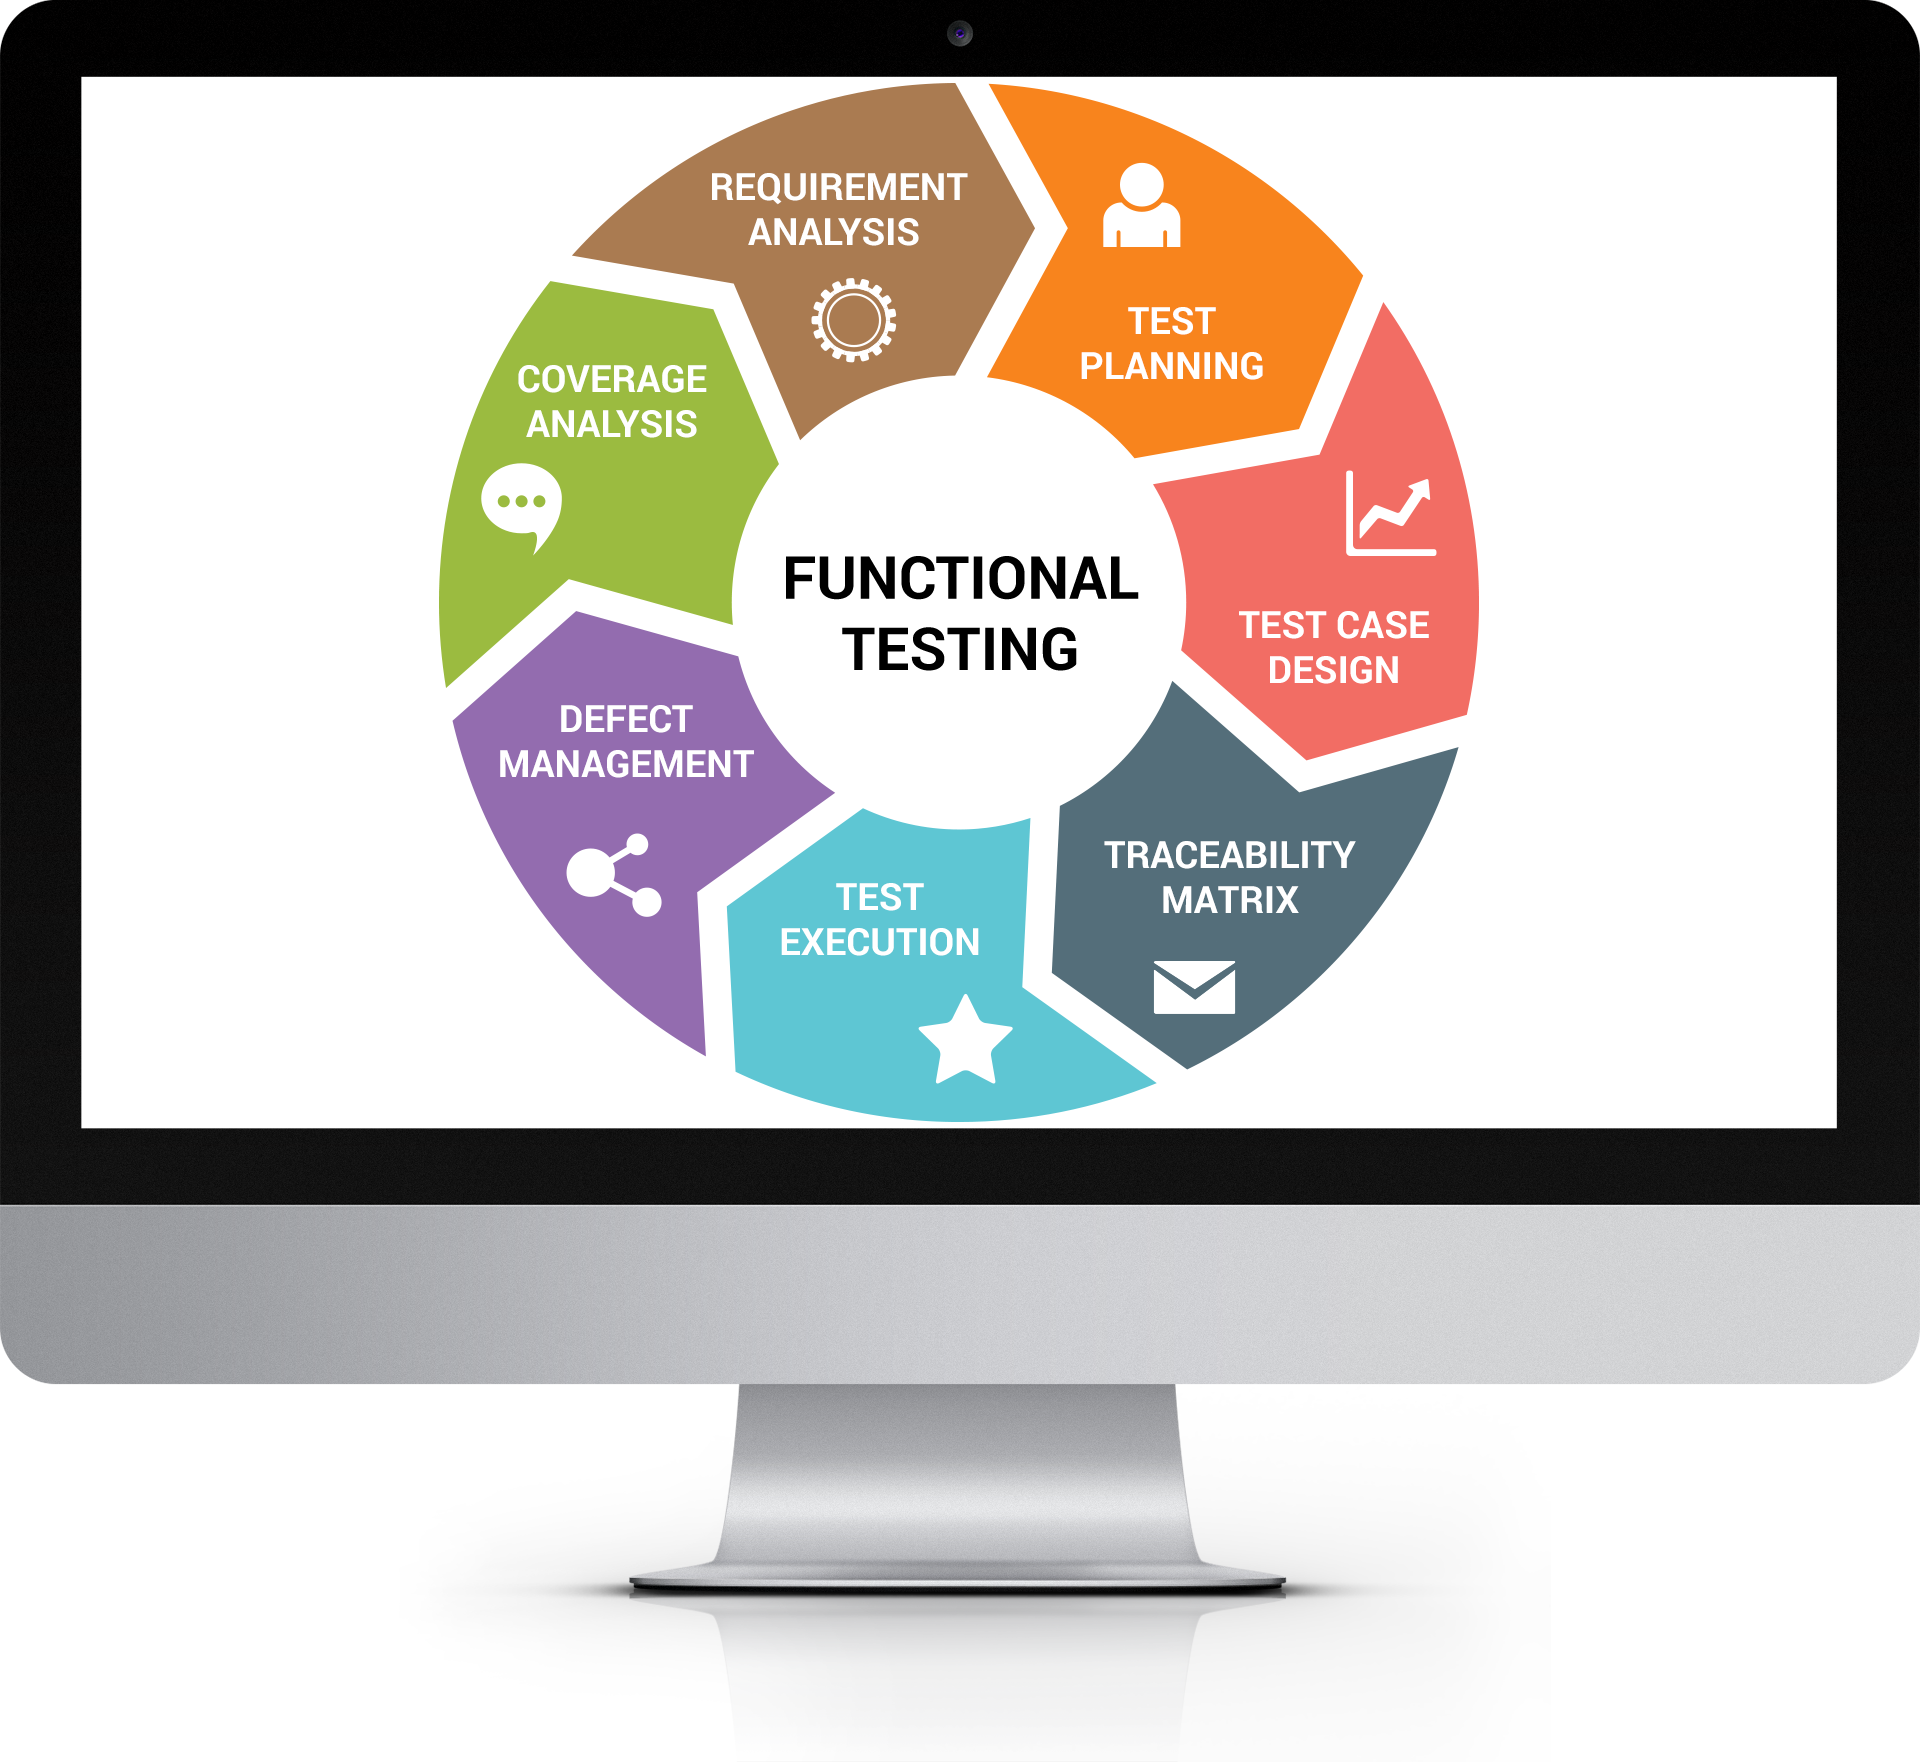 REQUIREMENT
ANALYSIS
TEST
PLANNING
TEST CASE
DESIGN
TRACEABILITY
MATRIX
TEST
EXECUTION
DEFECT
MANAGEMENT
COVERAGE
ANALYSIS
FUNCTIONAL
TESTING